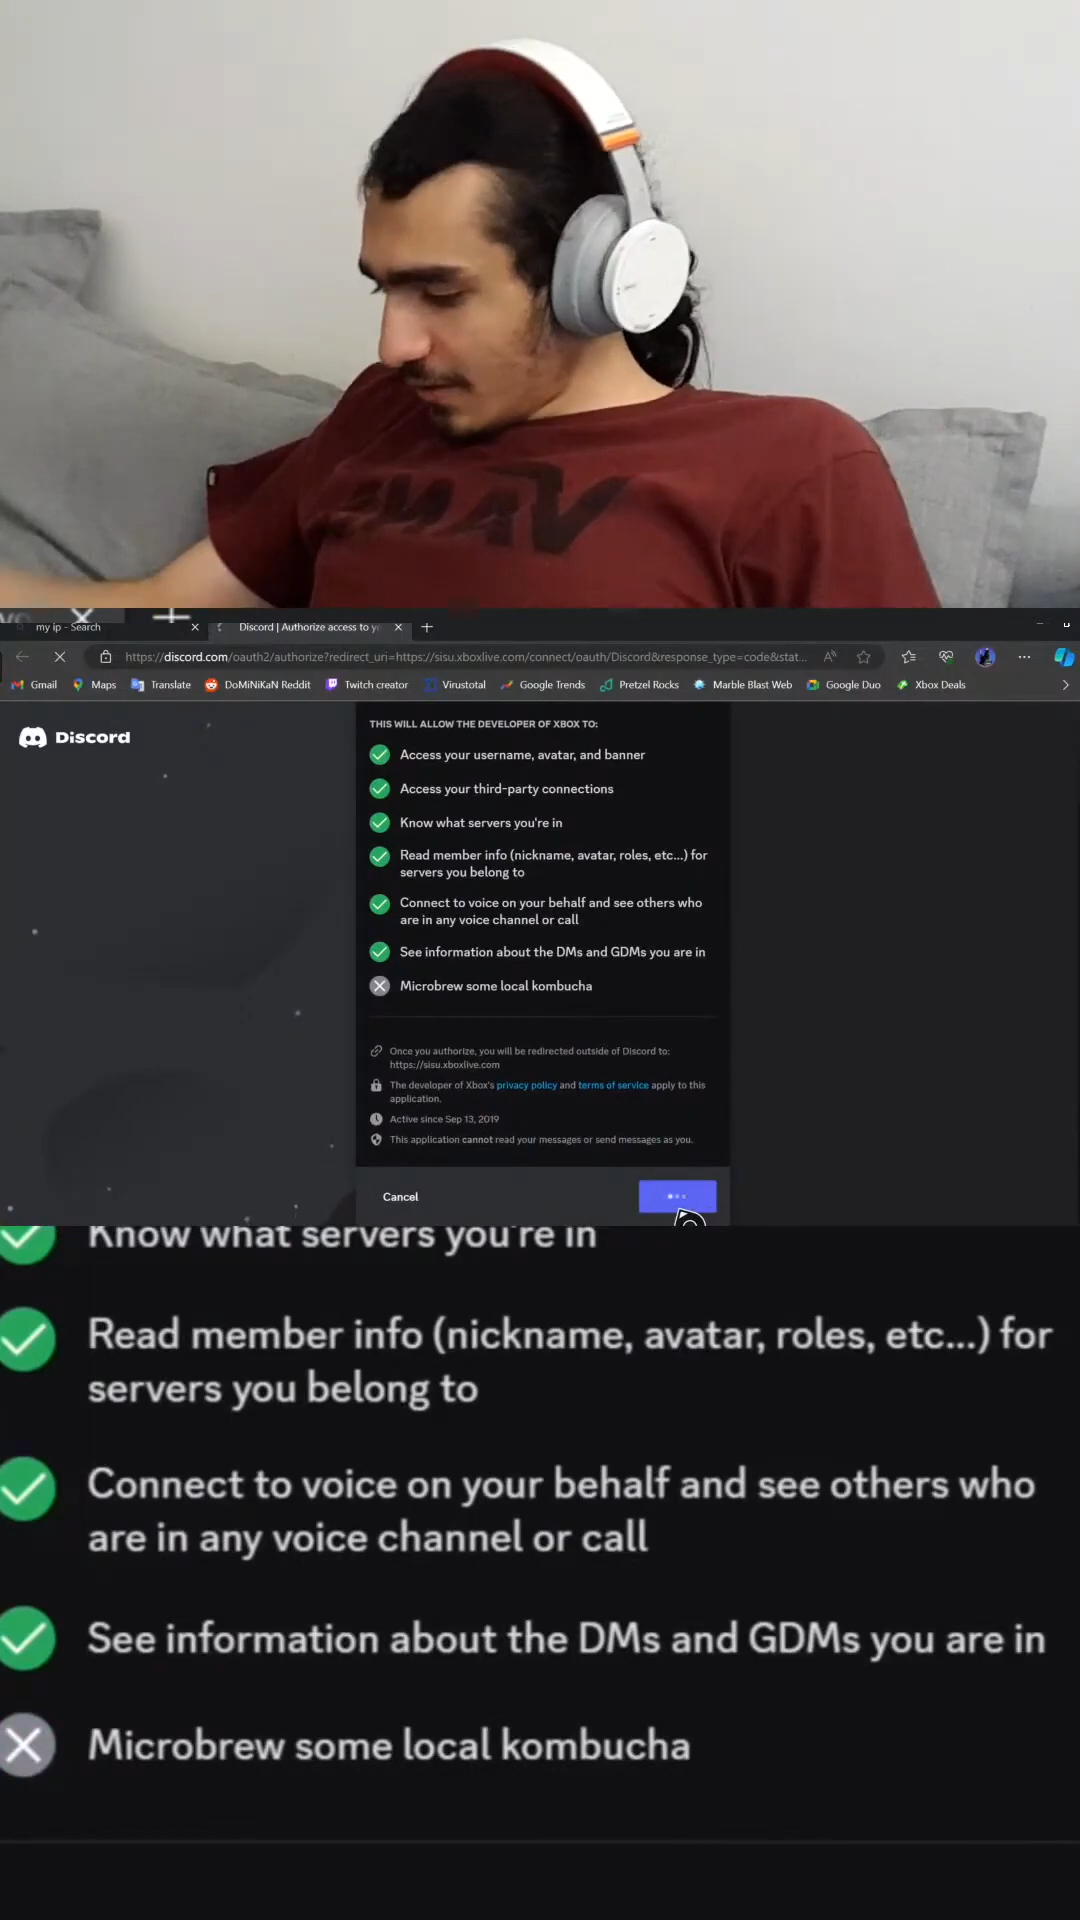 my ip - Search
Discord | Authorize access to y
https://discord.com/oauth2/authorize?redirect_uri=https://sisu.xboxlive.com/connect/oauth/Discord&response_type=code&stat...
Gmail Maps Translate DoMiNiKaN Reddit Twitch creator Virustotal Google Trends Pretzel Rocks Marble Blast Web Google Duo Xbox Deals
Discord
THIS WILL ALLOW THE DEVELOPER OF XBOX TO:
Access your username, avatar, and banner
Access your third-party connections
Know what servers you're in
Read member info (nickname, avatar, roles, etc...) for
servers you belong to
Connect to voice on your behalf and see others who
are in any voice channel or call
See information about the DMs and GDMs you are in
Microbrew some local kombucha
Once you authorize, you will be redirected outside of Discord to:
https://sisu.xboxlive.com
The developer of Xbox's privacy policy and terms of service apply to this
application.
Active since Sep 13, 2019
This application cannot read your messages or send messages as you.
Cancel
Know what servers you're in
Read member info (nickname, avatar, roles, etc...) for
servers you belong to
Connect to voice on your behalf and see others who
are in any voice channel or call
See information about the DMs and GDMs you are in
Microbrew some local kombucha